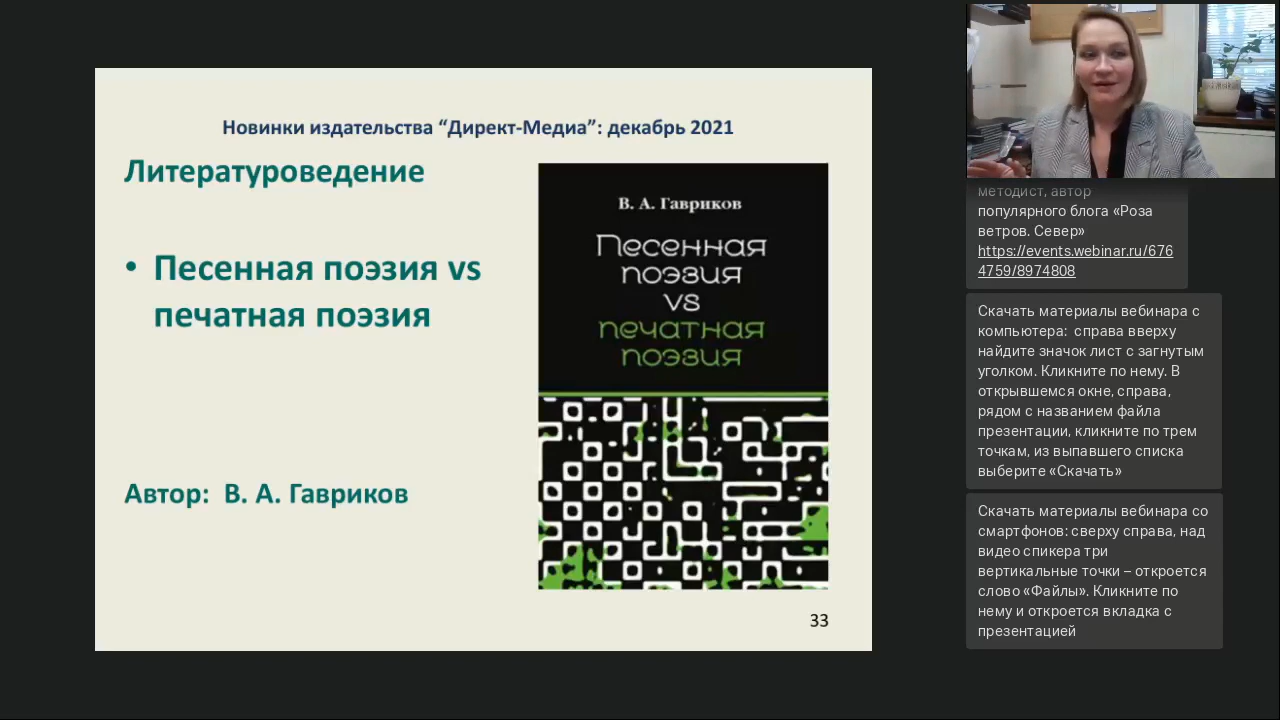 Новинки издательства “Директ-Медиа”: декабрь 2021
Литературоведение
• Песенная поэзия vs
печатная поэзия
Автор: В. А. Гавриков
В. А. Гавриков
Песенная
поэзия
vs
печатная
поэзия
33
методист, автор
популярного блога «Роза
ветров. Север»
https://events.webinar.ru/676
4759/8974808
Скачать материалы вебинара с
компьютера: справа вверху
найдите значок лист с загнутым
уголком. Кликните по нему. В
открывшемся окне, справа,
рядом с названием файла
презентации, кликните по трем
точкам, из выпавшего списка
выберите «Скачать»
Скачать материалы вебинара со
смартфонов: сверху справа, над
видео спикера три
вертикальные точки – откроется
слово «Файлы». Кликните по
нему и откроется вкладка с
презентацией